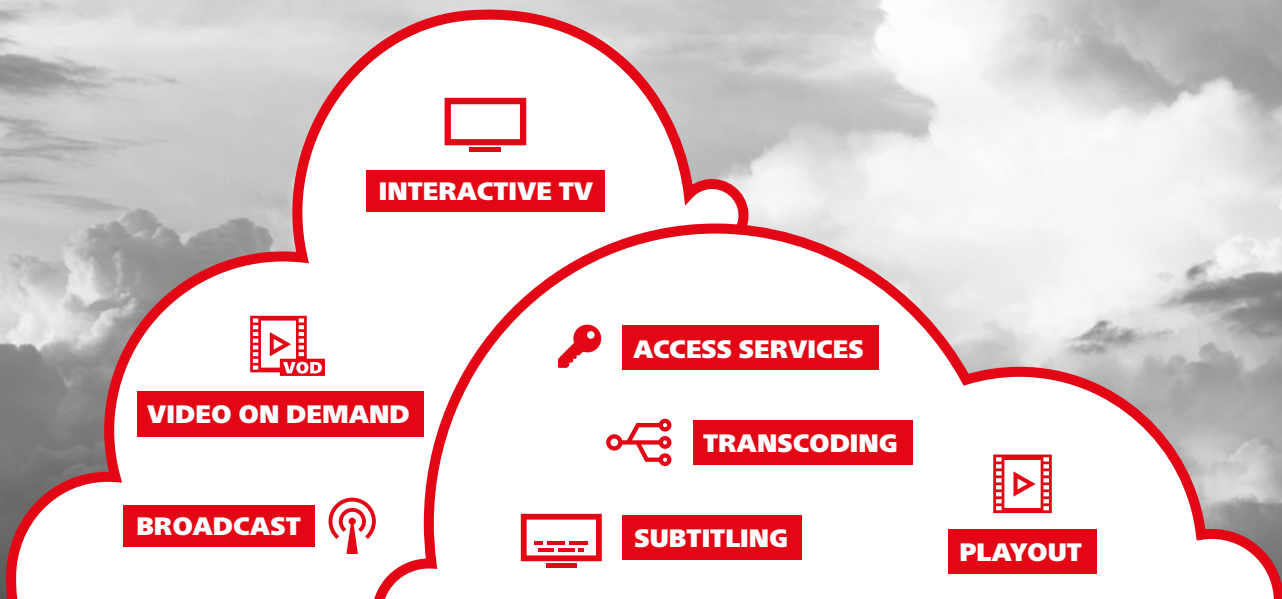 INTERACTIVE TV
VOD
VIDEO ON DEMAND
BROADCAST
ACCESS SERVICES
TRANSCODING
SUBTITLING
PLAYOUT